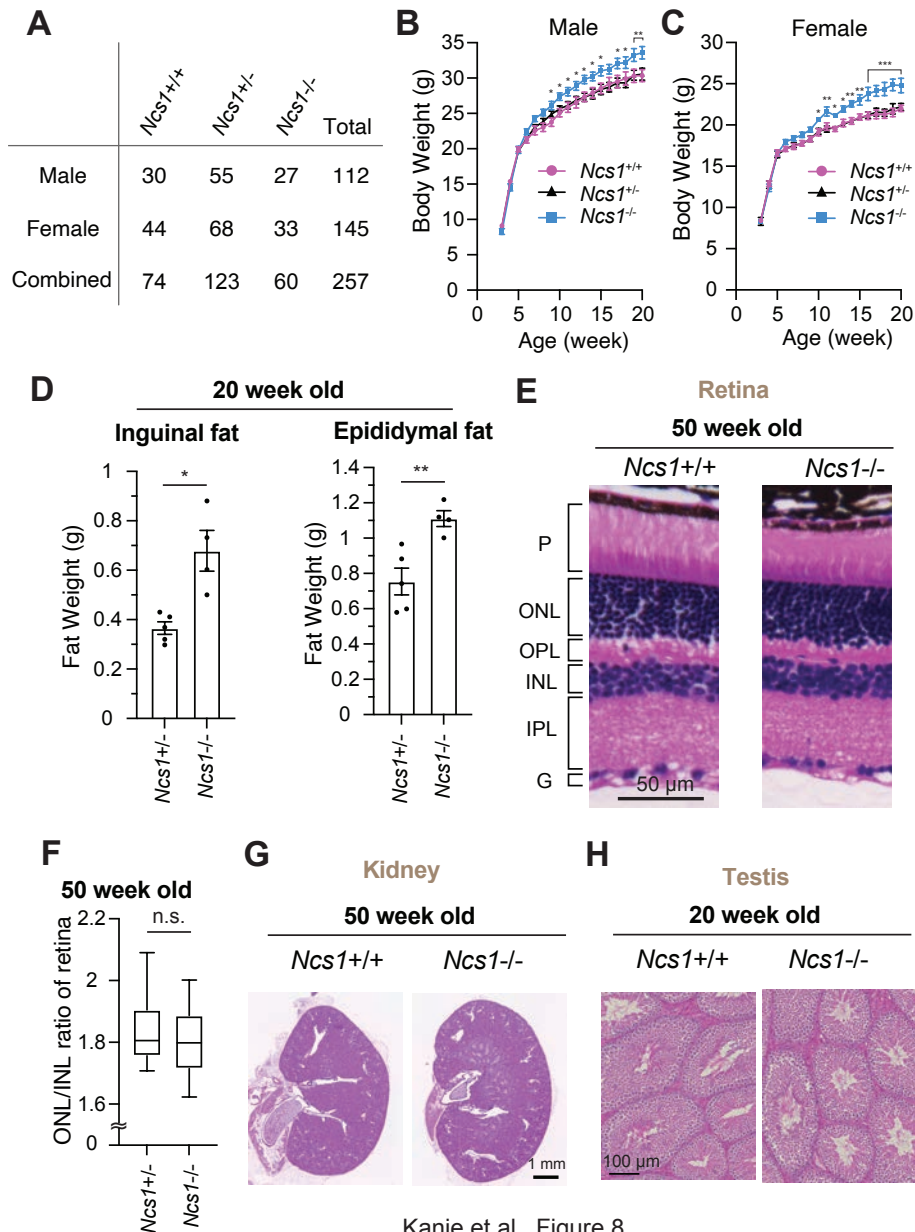 A
Ncs1+/+ Ncs1+/- Ncs1-/- Total
Male 30 55 27 112
Female 44 68 33 145
Combined 74 123 60 257
B
Male
Body Weight (g)
35
30
25
20
15
10
5
0
* * * * * * * * * **
Ncs1+/+
Ncs1+/-
Ncs1-/-
0 5 10 15 20
Age (week)
C
Female
Body Weight (g)
30
25
20
15
10
5
0
* ** * * ** ** ** ***
Ncs1+/+
Ncs1+/-
Ncs1-/-
0 5 10 15 20
Age (week)
D
20 week old
Inguinal fat
Fat Weight (g)
1
0.8
0.6
0.4
0.2
0
*
Ncs1+/- Ncs1-/-
Epididymal fat
Fat Weight (g)
1.4
1.2
1.0
0.8
0.6
0.4
0.2
0
**
Ncs1+/- Ncs1-/-
E
Retina
50 week old
Ncs1+/+ Ncs1-/-
P
ONL
OPL
INL
IPL
G
50 μm
F
50 week old
ONL/INL ratio of retina
2.2
2
1.8
1.6
0
n.s.
Ncs1+/- Ncs1-/-
G
Kidney
50 week old
Ncs1+/+ Ncs1-/-
1 mm
H
Testis
20 week old
Ncs1+/+ Ncs1-/-
100 μm
Kanie et al., Figure 8